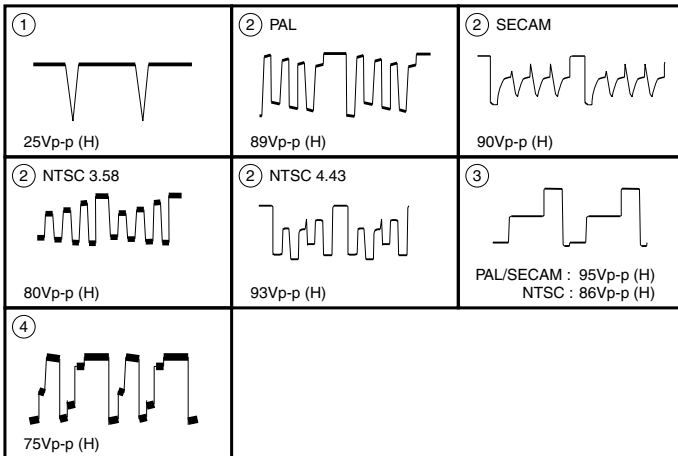 ① 
25Vp-p (H)
② PAL
89Vp-p (H)
② SECAM
90Vp-p (H)
② NTSC 3.58
80Vp-p (H)
② NTSC 4.43
93Vp-p (H)
③
PAL/SECAM : 95Vp-p (H)
NTSC : 86Vp-p (H)
④
75Vp-p (H)